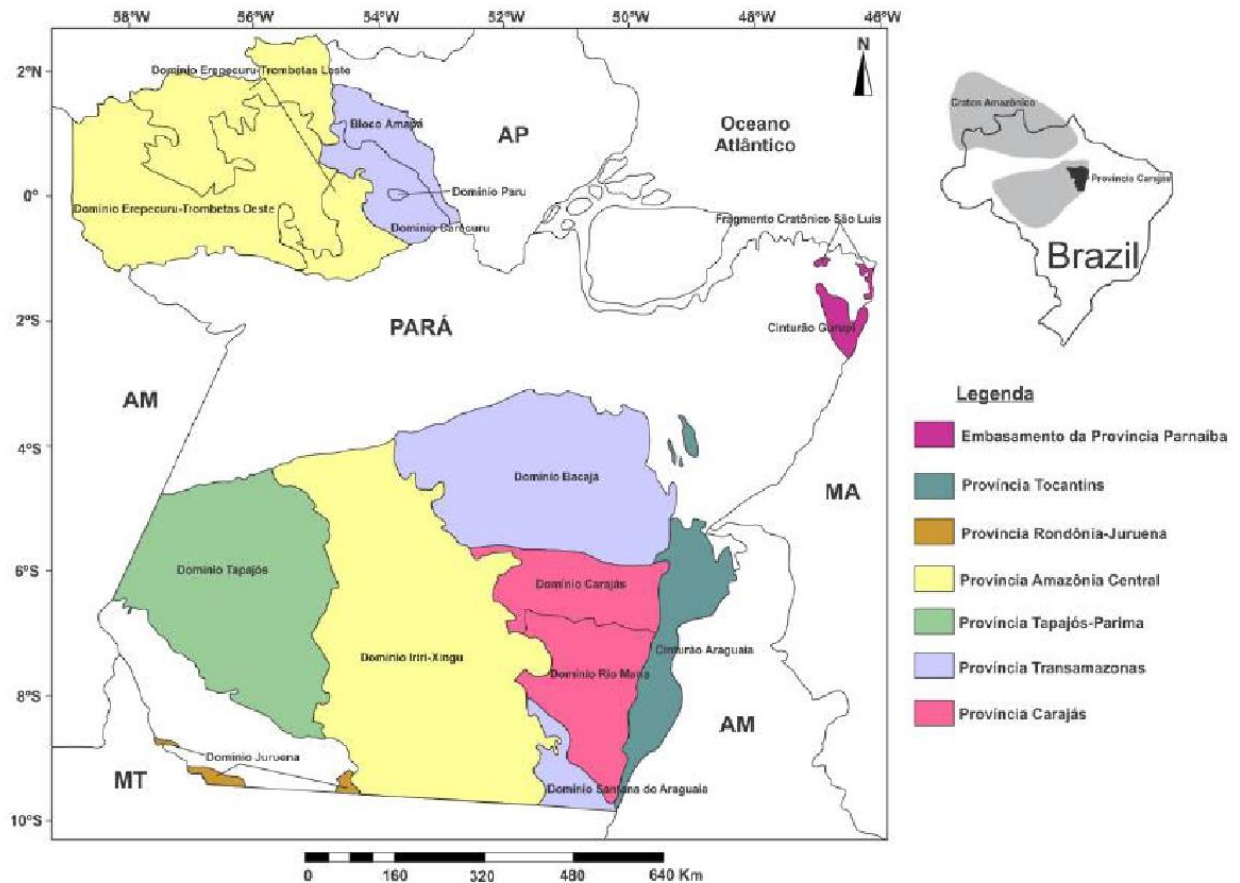 58°W
56°W
54°W
52°W
50°W
48°W
46°W
2°N
0°
2°S
4°S
6°S
8°S
10°S
N
Domínio Erepecuru-Trombetas Leste
Bloco Amapá
AP
Oceano
Atlântico
Domínio Paru
Domínio Erepecuru-Trombetas Oeste
Domínio Carecuru
Fragmento Cratônico São Luis
PARÁ
Cinturão Gurupi
AM
Domínio Bacajá
MA
Domínio Tapajós
Domínio Carajás
Domínio Iriri-Xingu
Domínio Rio Maria
Cinturão Araguaia
AM
Domínio Juruena
MT
Domínio Santana do Araguaia
0
160
320
480
640 Km
Craton Amazônico
Província Carajás
Brazil
Legenda
Embasamento da Província Parnaíba
Província Tocantins
Província Rondônia-Juruena
Província Amazônia Central
Província Tapajós-Parima
Província Transamazonas
Província Carajás